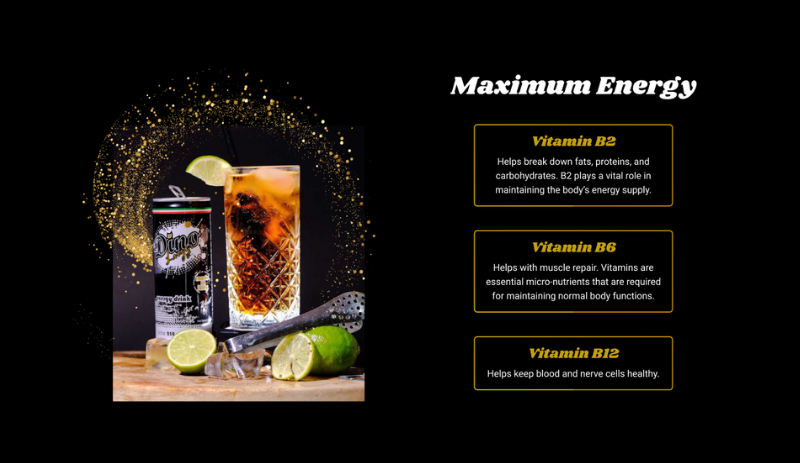 Maximum Energy
Vitamin B2
Helps break down fats, proteins, and
carbohydrates. B2 plays a vital role in
maintaining the body's energy supply.
Vitamin B6
Helps with muscle repair. Vitamins are
essential micro-nutrients that are required
for maintaining normal body functions.
Vitamin B12
Helps keep blood and nerve cells healthy.
Dino
energy drink